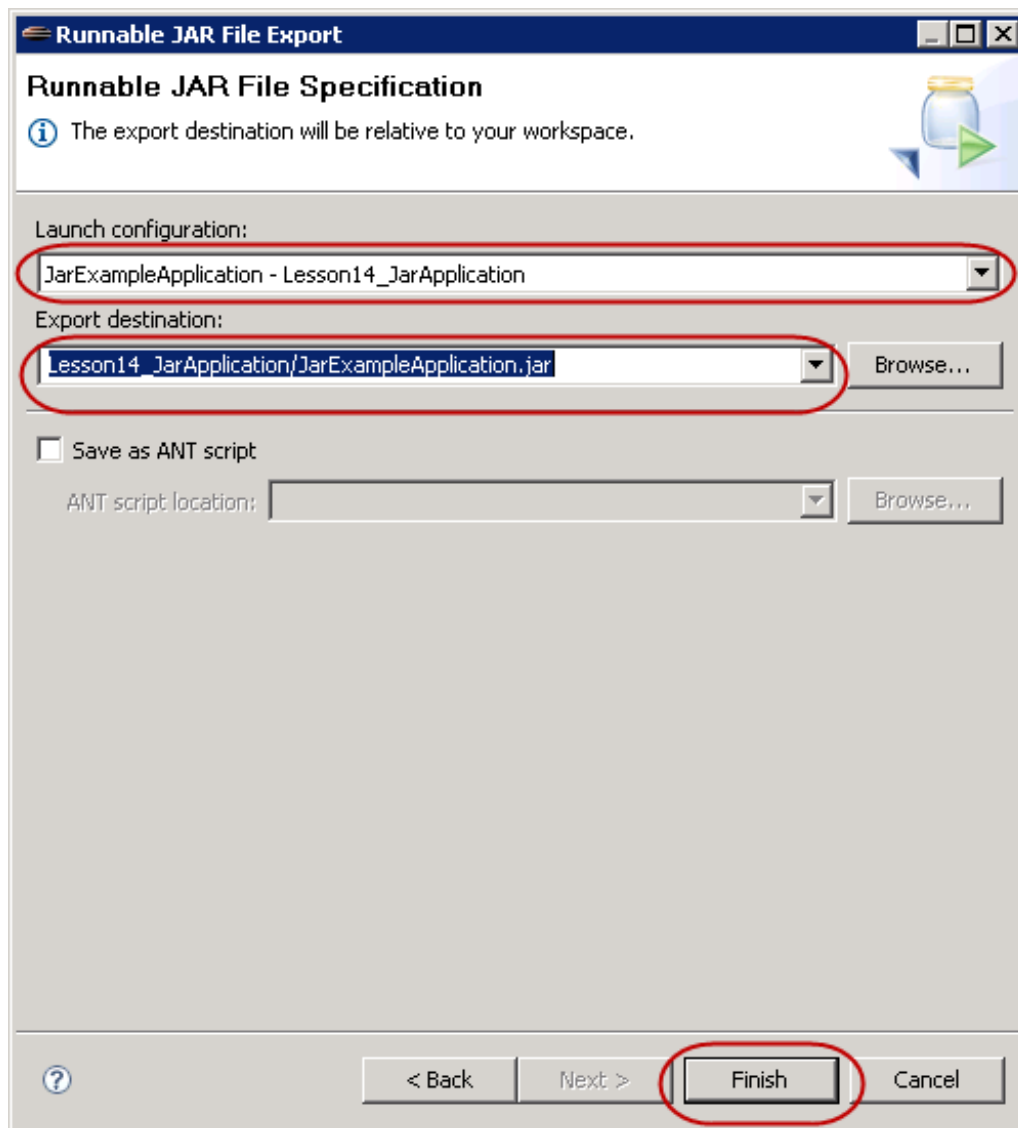 Runnable JAR File Export
Runnable JAR File Specification
The export destination will be relative to your workspace.
Launch configuration:
JarExampleApplication - Lesson14_JarApplication
Export destination:
Lesson14_JarApplication/JarExampleApplication.jar
Browse...
Save as ANT script
ANT script location:
Browse...
?
< Back
Next >
Finish
Cancel